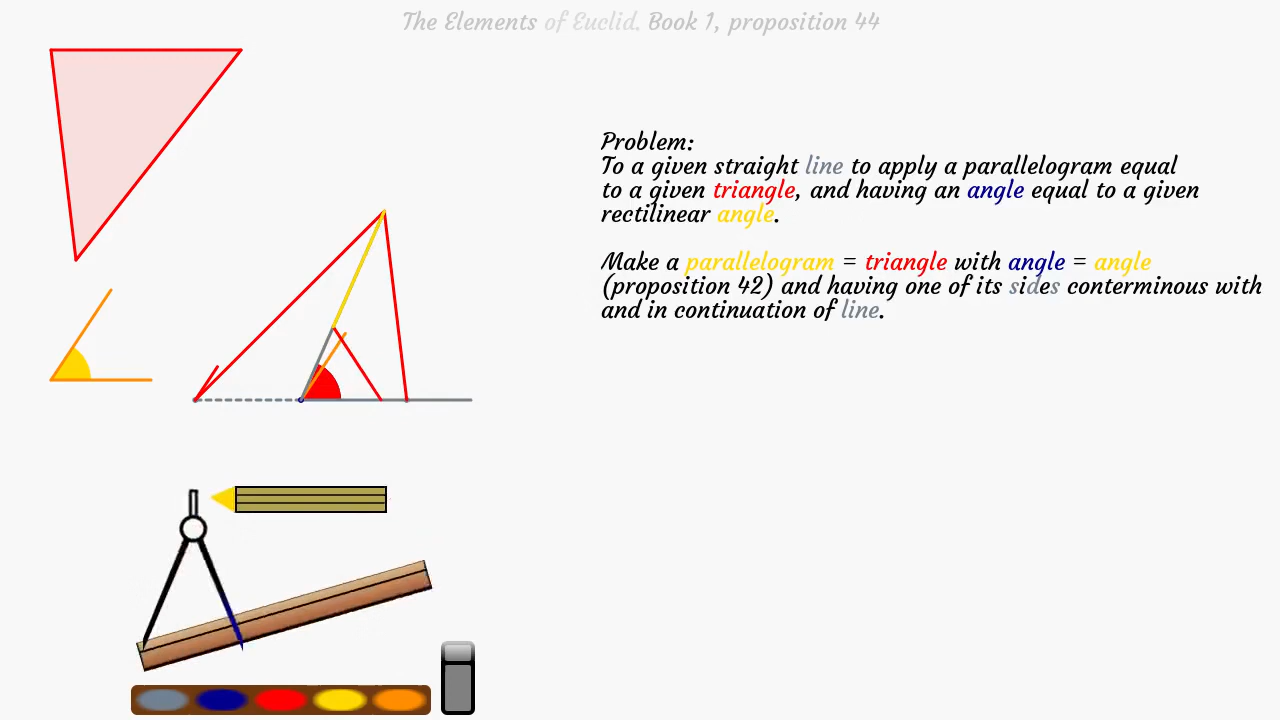 The Elements of Euclid. Book 1, proposition 44
Problem:
To a given straight line to apply a parallelogram equal
to a given triangle, and having an angle equal to a given
rectilinear angle.
Make a parallelogram = triangle with angle = angle
(proposition 42) and having one of its sides conterminous with
and in continuation of line.